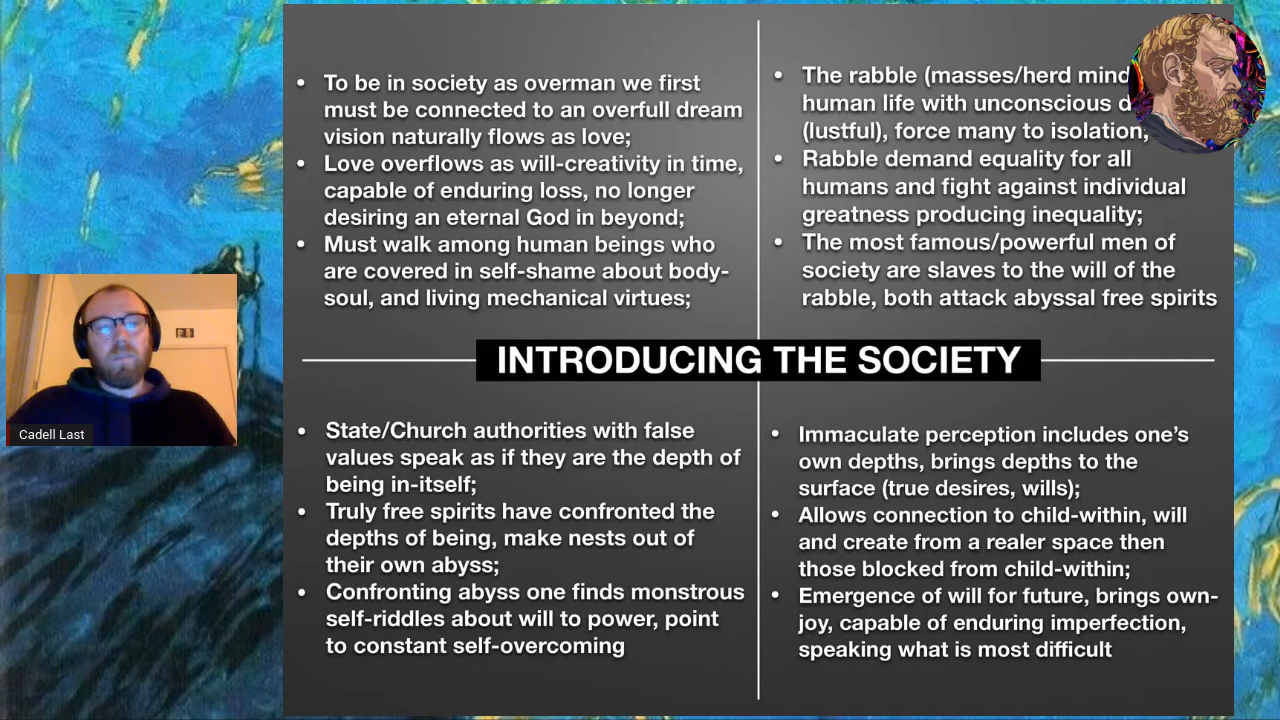 To be in society as overman we first
must be connected to an overfull dream
vision naturally flows as love;
Love overflows as will-creativity in time,
capable of enduring loss, no longer
desiring an eternal God in beyond;
Must walk among human beings who
are covered in self-shame about body-
soul, and living mechanical virtues;
The rabble (masses/herd
human life with unconscious
(lustful), force many to isolation,
Rabble demand equality for all
humans and fight against individual
greatness producing inequality;
The most famous/powerful men of
society are slaves to the will of the
rabble, both attack abyssal free spirits
INTRODUCING THE SOCIETY
State/Church authorities with false
values speak as if they are the depth of
being in-itself;
Truly free spirits have confronted the
depths of being, make nests out of
their own abyss;
Confronting abyss one finds monstrous
self-riddles about will to power, point
to constant self-overcoming
Immaculate perception includes one’s
own depths, brings depths to the
surface (true desires, wills);
Allows connection to child-within, will
and create from a realer space then
those blocked from child-within;
Emergence of will for future, brings own-
joy, capable of enduring imperfection,
speaking what is most difficult
Cadell Last